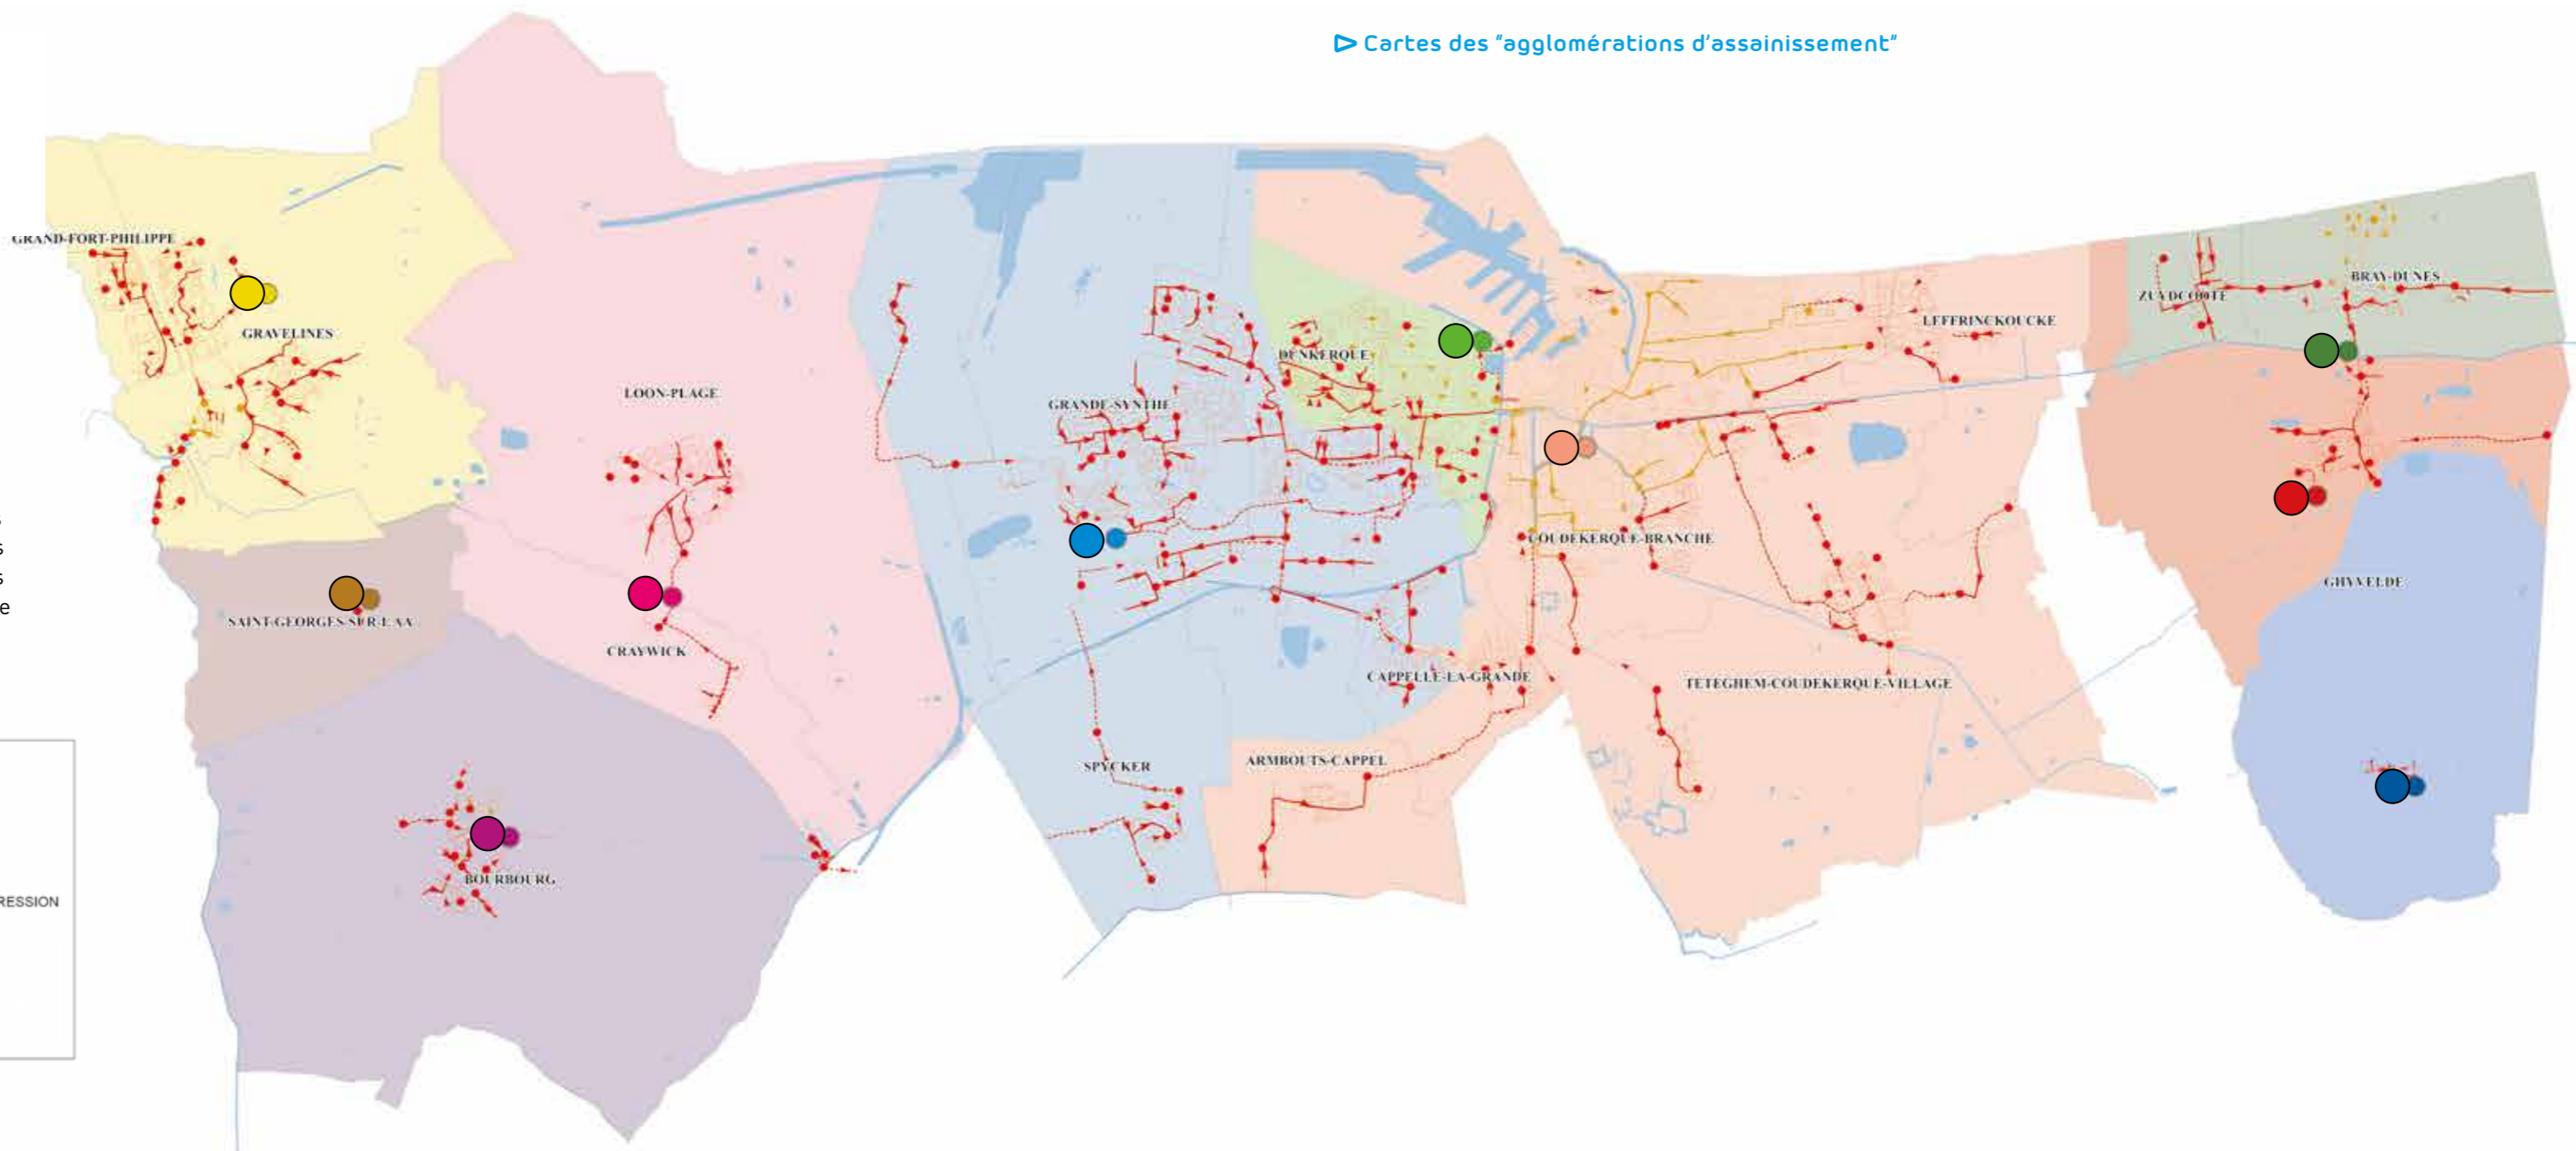 ▷ Cartes des "agglomérations d'assainissement"
GRAND-FORT-PHILIPPE
GRAVELINES
LOON-PLAGE
GRANDE-SYNTHE
DUNKERQUE
LEFFRINCKOUCKE
ZUYDCOOTE
BRAY-DUNES
COUDEKERQUE-BRANCHE
GHYVELDE
SAINT-GEORGES-SUR-L'AA
CRAYWICK
CAPPELLE-LA-GRANDE
TETEGHEM-COUDEKERQUE-VILLAGE
SPYCKER
ARMBOUTS-CAPPEL
BOURBOURG
s
s
s
e
RESSION